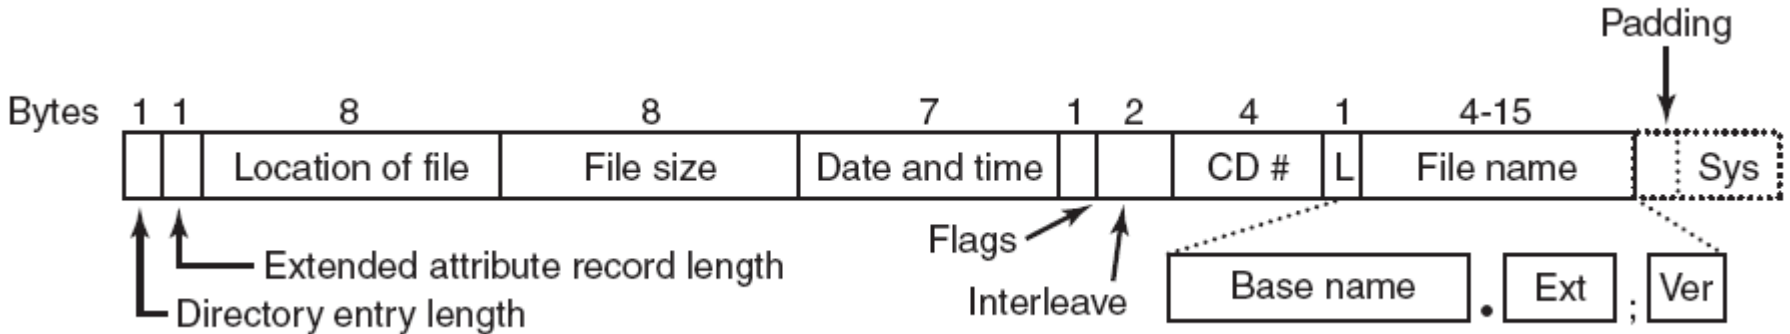 Padding
Bytes 1 1 8 8 7 1 2 4 1 4-15
Location of file File size Date and time CD # L File name Sys
Flags
Extended attribute record length
Interleave
Directory entry length
Base name . Ext ; Ver